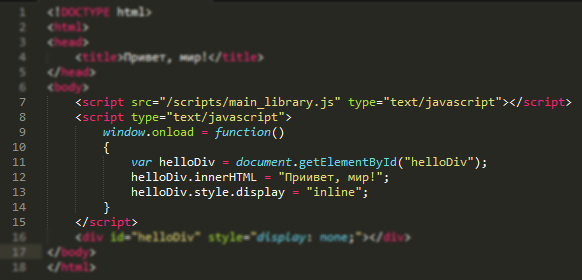 1 <!DOCTYPE html>
2 <html>
3 <head>
4 <title>Привет, мир!</title>
5 </head>
6 <body>
7 <script src="/scripts/main_library.js" type="text/javascript"></script>
8 <script type="text/javascript">
9 window.onload = function()
10 {
11 var helloDiv = document.getElementById("helloDiv");
12 helloDiv.innerHTML = "Приивет, мир!";
13 helloDiv.style.display = "inline";
14 }
15 </script>
16 <div id="helloDiv" style="display: none;"></div>
17 </body>
18 </html>